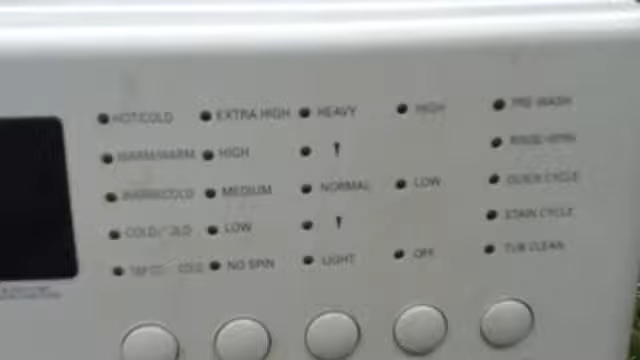 HOT/COLD EXTRA HIGH HEAVY HIGH PRE WASH
WARM/WARM HIGH RINSE+SPIN
WARM/COLD MEDIUM NORMAL LOW QUICK CYCLE
LOW STAIN CYCLE
TAP COLD NO SPIN LIGHT OFF TUB CLEAN